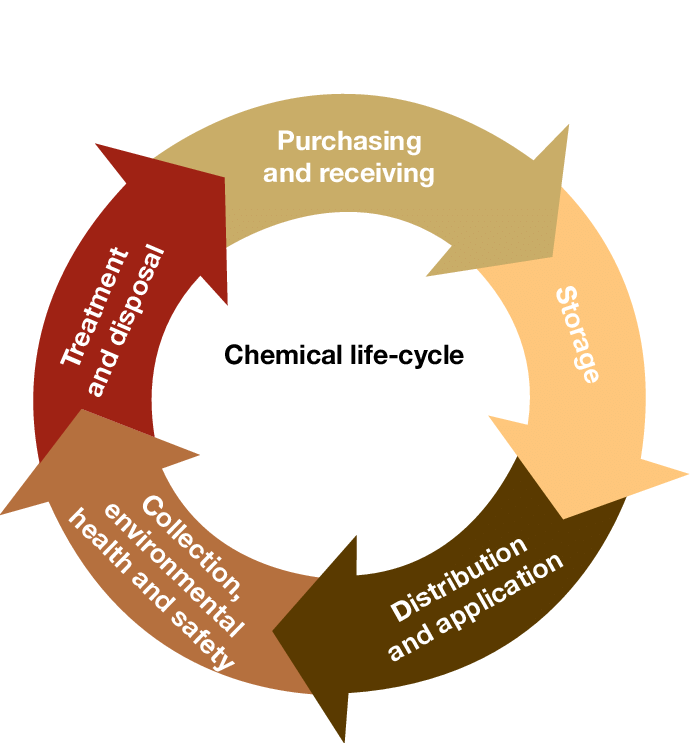 Purchasing
and receiving
Storage
Distribution
and application
Collection,
environmental
health and safety
Treatment
and disposal
Chemical life-cycle